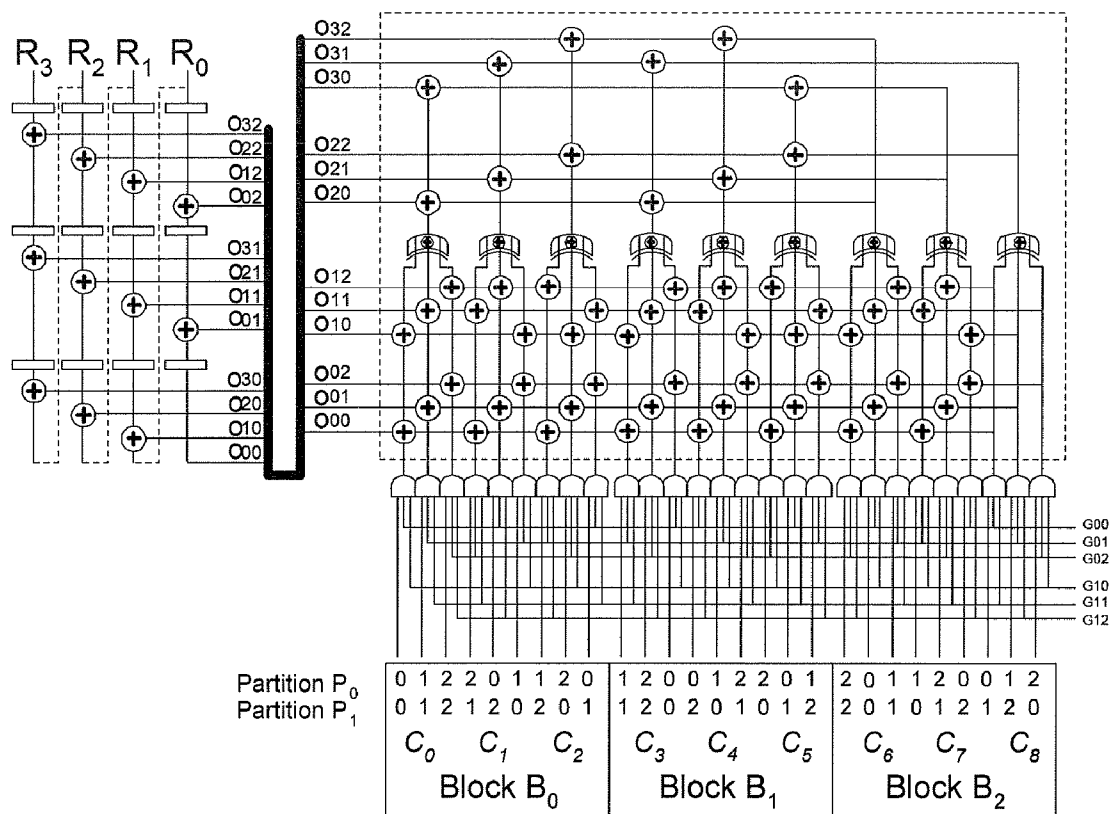 R3 R2 R1 R0
O32
O22
O12
O02
O31
O21
O11
O01
O30
O20
O10
O00
O32
O31
O30
O22
O21
O20
O12
O11
O10
O02
O01
O00
G00
G01
G02
G10
G11
G12
Partition P0 0 1 2 2 0 1 1 2 0 1 2 0 0 1 2 2 0 1 2 0 1 1 2 0 0 1 2
Partition P1 0 1 2 1 2 0 2 0 1 1 2 0 2 0 1 0 1 2 2 0 1 0 1 2 1 2 0
C0 C1 C2 C3 C4 C5 C6 C7 C8
Block B0 Block B1 Block B2